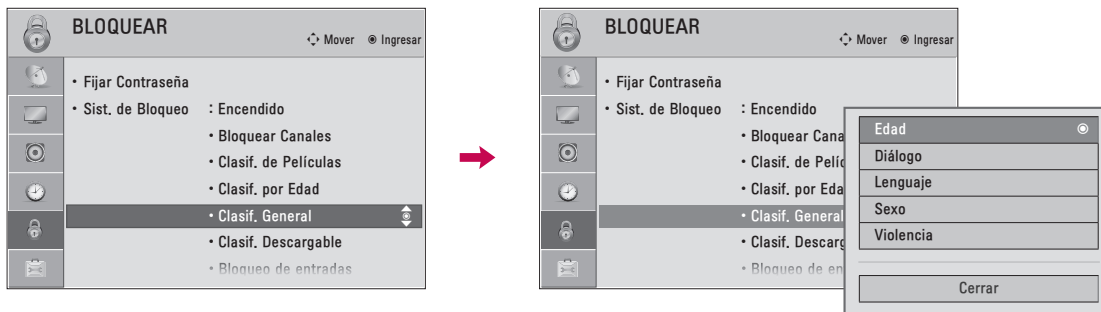 BLOQUEAR
Mover Ingresar
• Fijar Contraseña
• Sist. de Bloqueo : Encendido
• Bloquear Canales
• Clasif. de Películas
• Clasif. por Edad
• Clasif. General
• Clasif. Descargable
• Bloqueo de entradas
BLOQUEAR
Mover Ingresar
• Fijar Contraseña
• Sist. de Bloqueo : Encendido
• Bloquear Cana
• Clasif. de Pelíc
• Clasif. por Eda
• Clasif. General
• Clasif. Descarg
• Bloqueo de en
Edad
Diálogo
Lenguaje
Sexo
Violencia
Cerrar